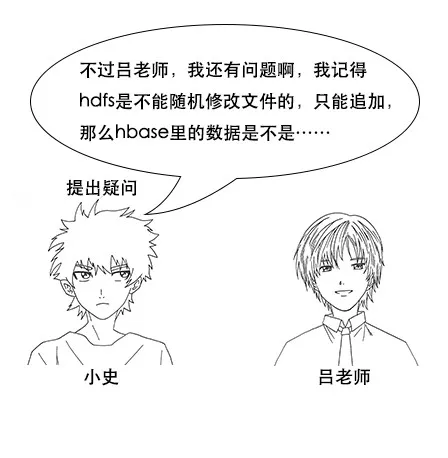 不过吕老师，我还有问题啊，我记得
hdfs是不能随机修改文件的，只能追加，
那么hbase里的数据是不是……
提出疑问
小史
吕老师